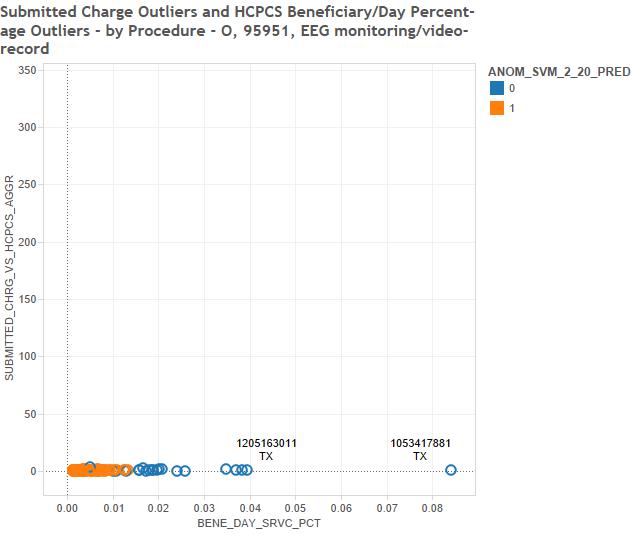 Submitted Charge Outliers and HCPCS Beneficiary/Day Percent-
age Outliers - by Procedure - O, 95951, EEG monitoring/video-
record
ANOM_SVM_2_20_PRED
0
1
350
300
250
200
150
100
50
0
SUBMITTED_CHRG_VS_HCPCS_AGGR
1205163011
TX
1053417881
TX
0.00 0.01 0.02 0.03 0.04 0.05 0.06 0.07 0.08
BENE_DAY_SRVC_PCT